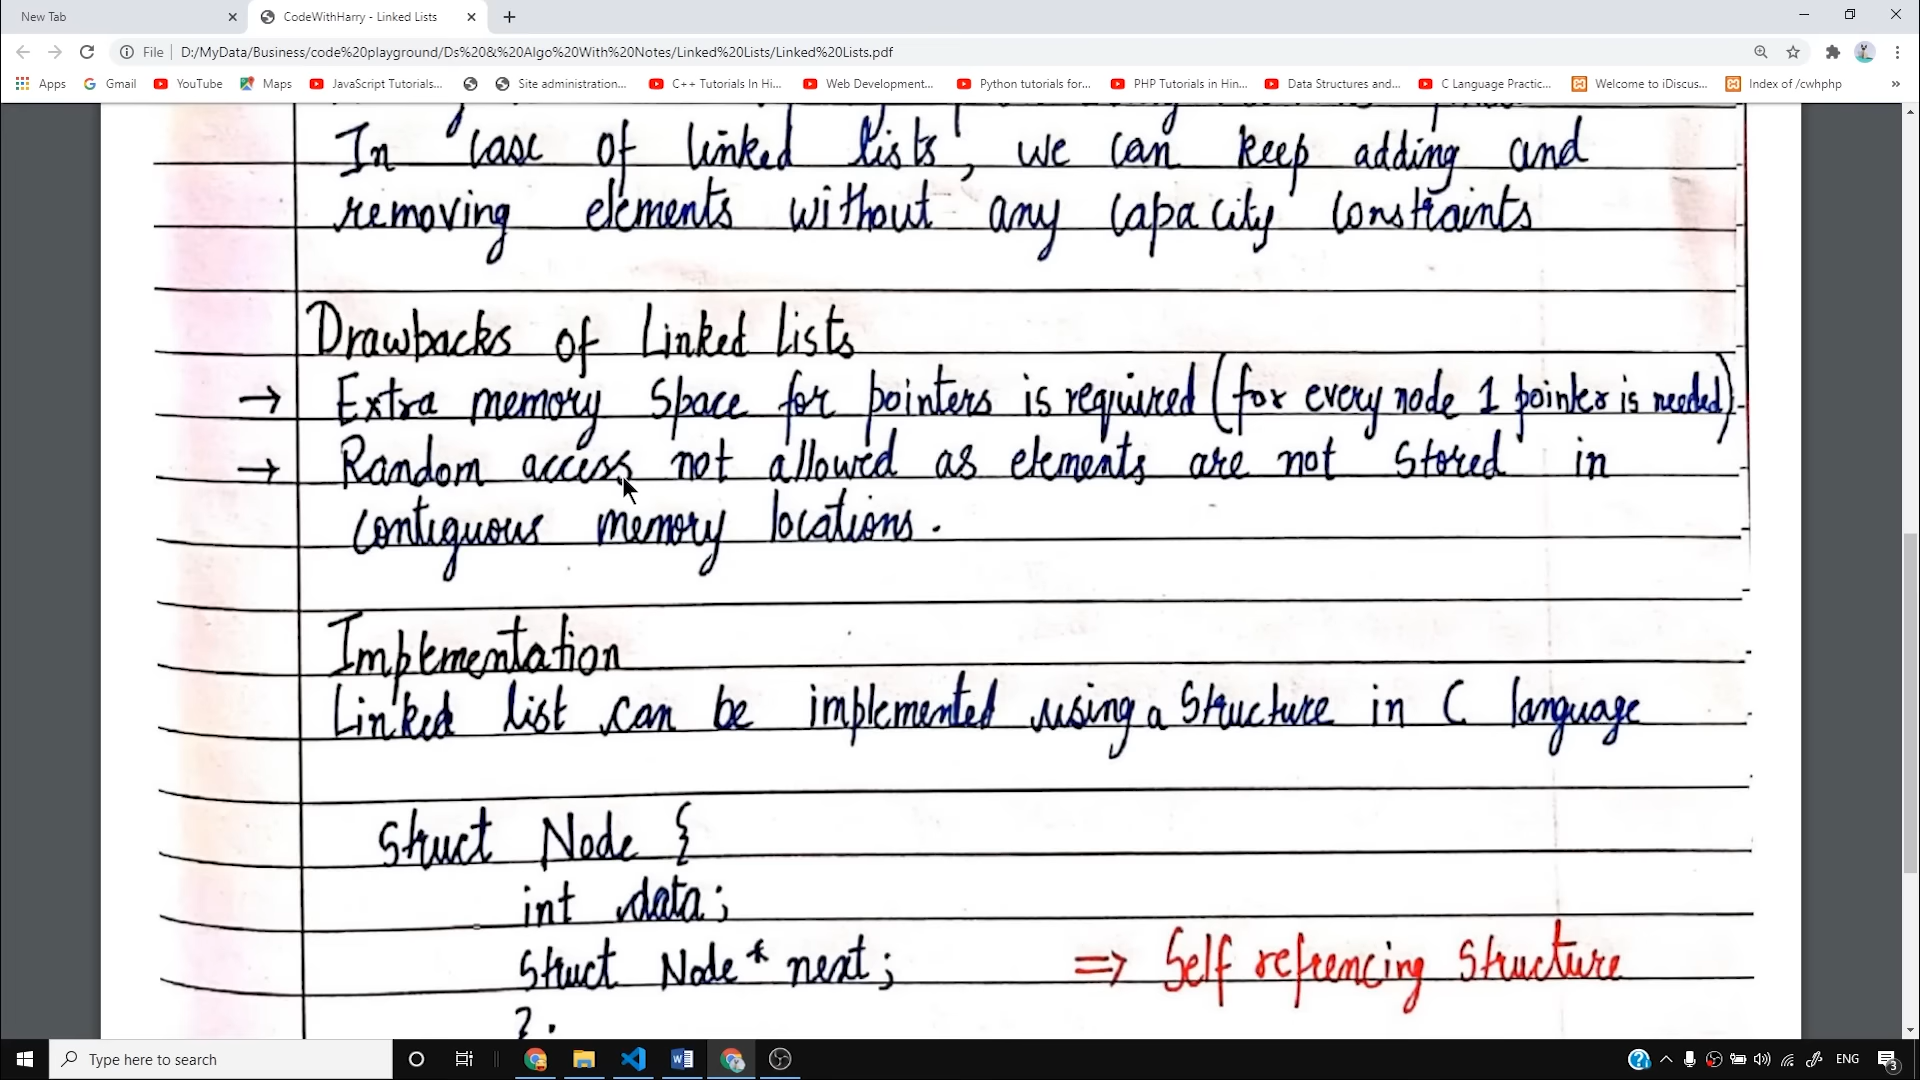 New Tab
CodeWithHarry - Linked Lists
File D:/MyData/Business/code%20playground/Ds%20&%20Algo%20With%20Notes/Linked%20Lists/Linked%20Lists.pdf
Apps Gmail YouTube Maps JavaScript Tutorials... Site administration... C++ Tutorials In Hi... Web Development... Python tutorials for... PHP Tutorials in Hin... Data Structures and... C Language Practic... Welcome to iDiscus... Index of /cwhphp »
In case of linked lists, we can keep adding and
removing elements without any capacity constraints
Drawbacks of Linked Lists
→ Extra memory space for pointers is required (for every node 1 pointer is needed)
→ Random access not allowed as elements are not stored in
contiguous memory locations.
Implementation
Linked list can be implemented using a structure in C language
Struct Node {
int data;
Struct Node* next; => Self refrencing Structure
};
Type here to search
ENG
3